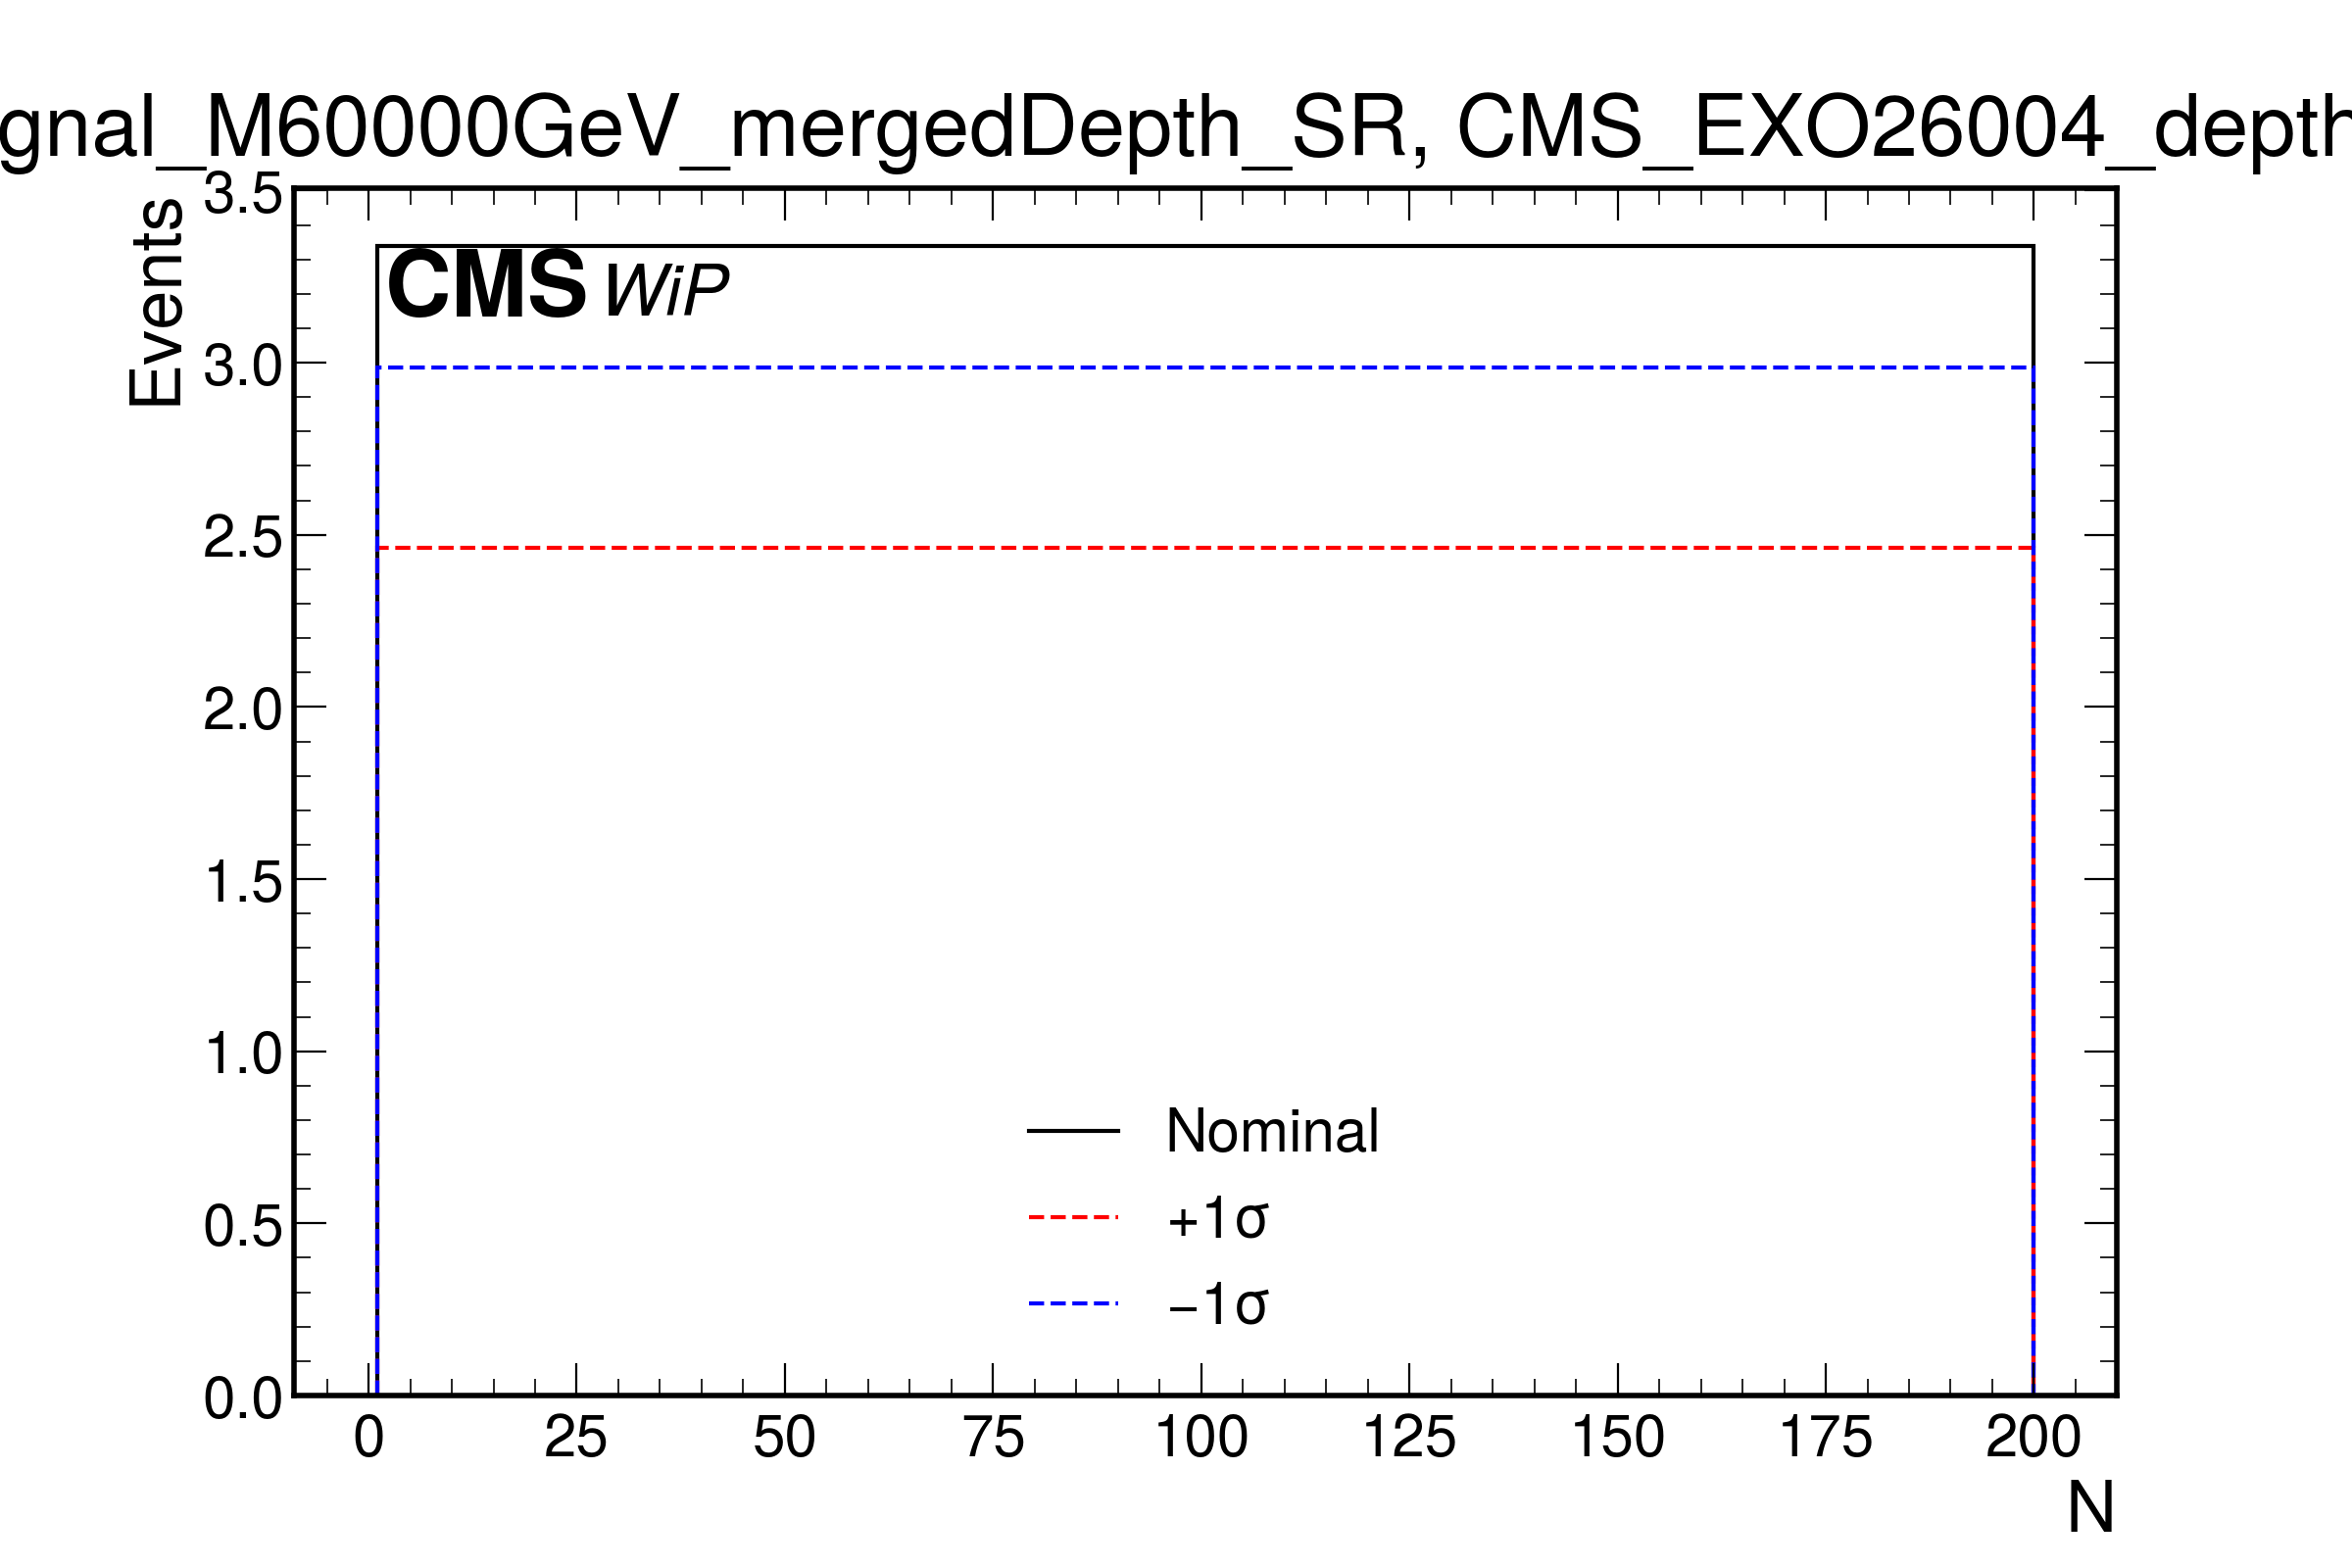 gnal_M60000GeV_mergedDepth_SR, CMS_EXO26004_depth
Events
3.5
CMS WiP
3.0
2.5
2.0
1.5
1.0
0.5
0.0
Nominal
+1σ
−1σ
0 25 50 75 100 125 150 175 200
N